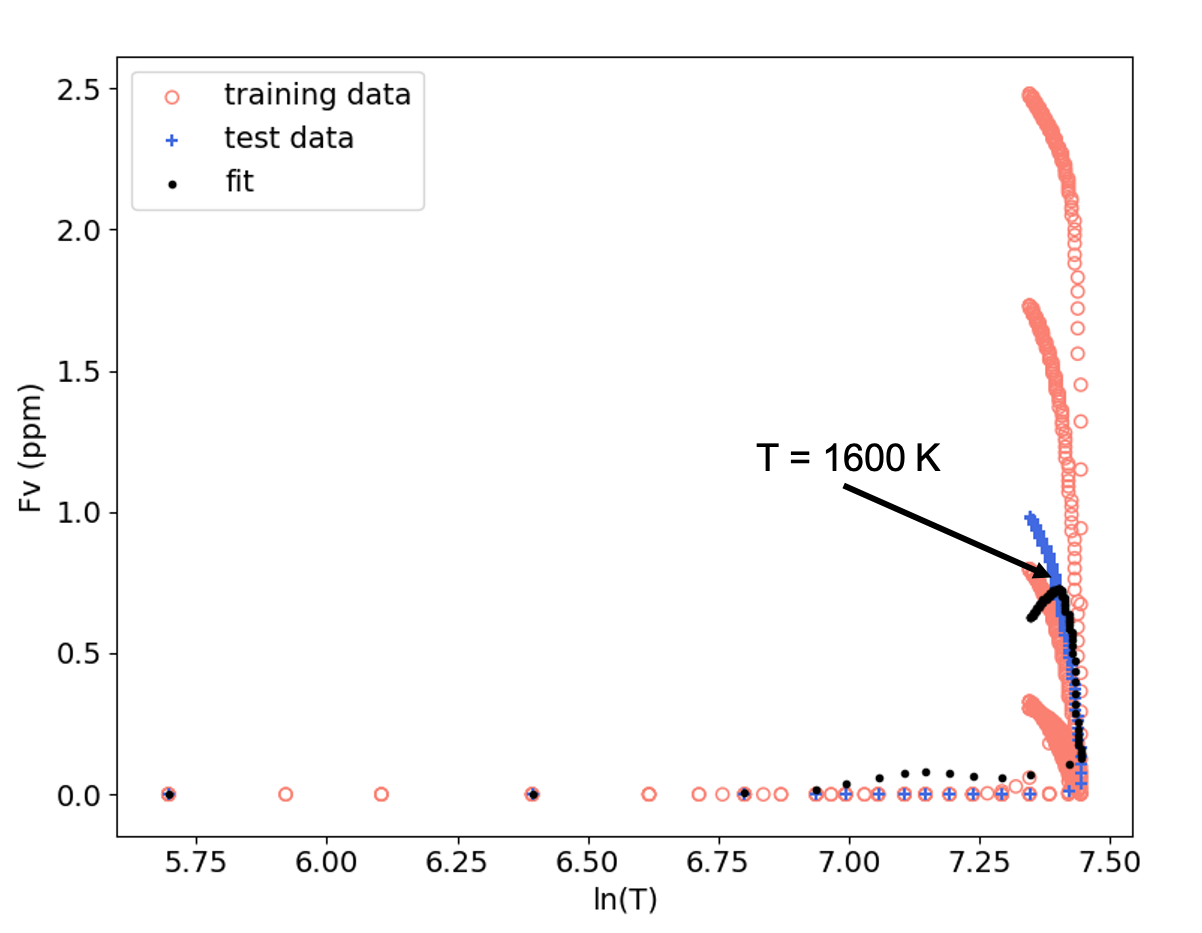 training data
test data
fit
2.5
2.0
1.5
1.0
0.5
0.0
Fv (ppm)
T = 1600 K
5.75 6.00 6.25 6.50 6.75 7.00 7.25 7.50
ln(T)